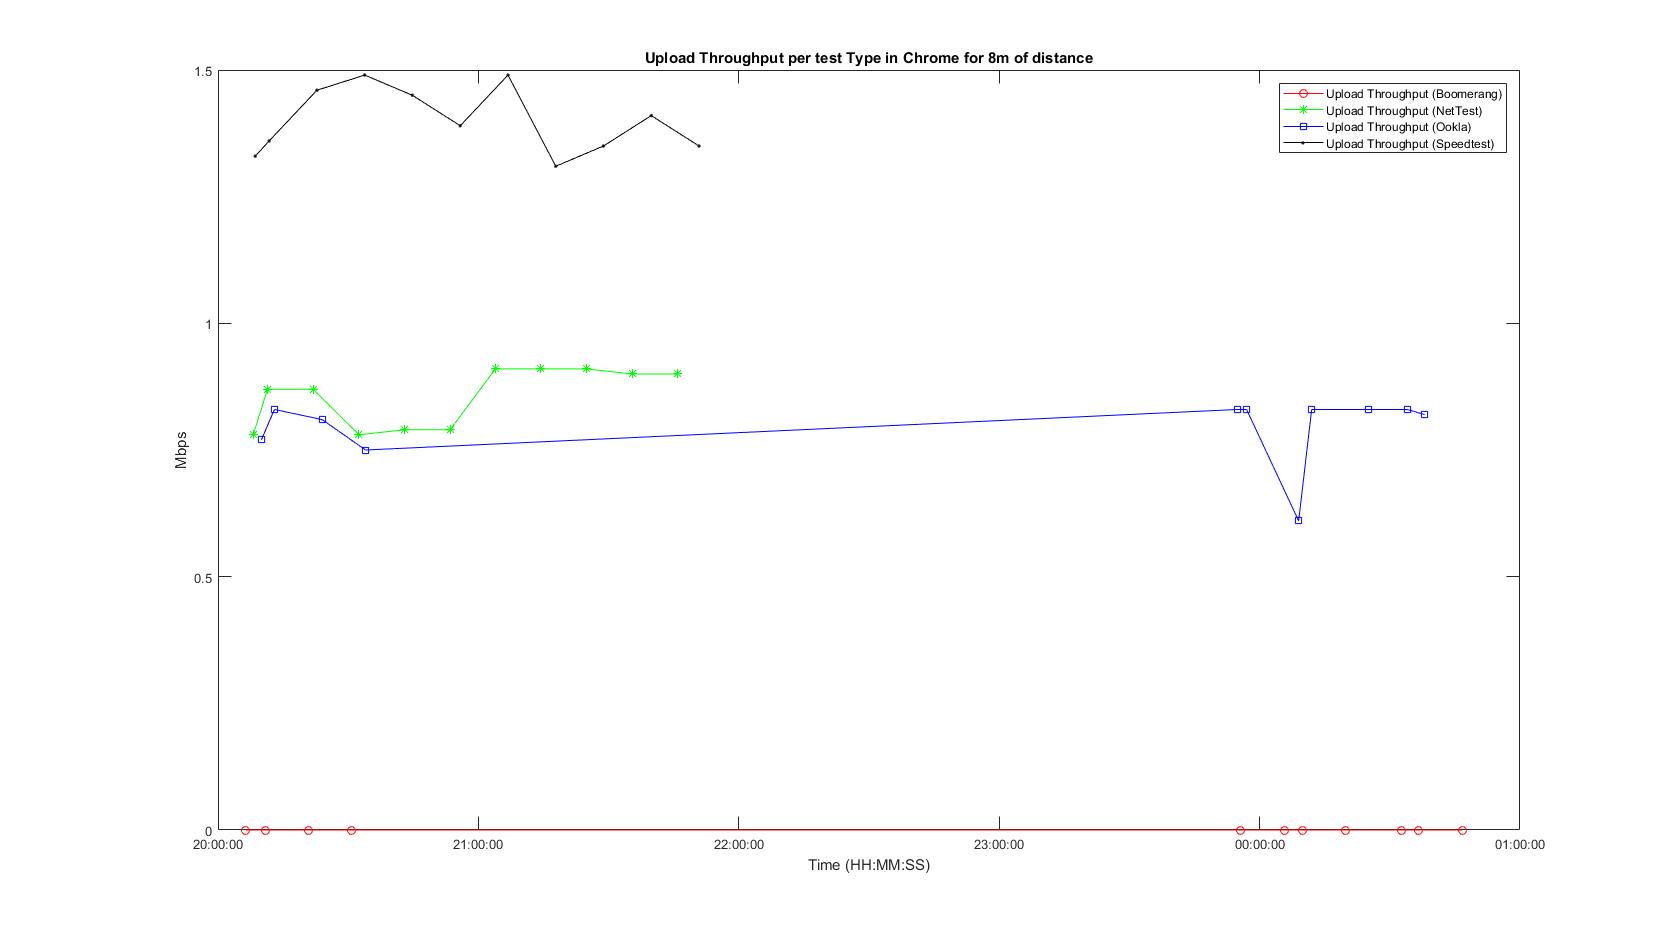 Upload Throughput per test Type in Chrome for 8m of distance
1.5
Upload Throughput (Boomerang)
Upload Throughput (NetTest)
Upload Throughput (Ookla)
Upload Throughput (Speedtest)
1
Mbps
0.5
0
20:00:00 21:00:00 22:00:00 23:00:00 00:00:00 01:00:00
Time (HH:MM:SS)